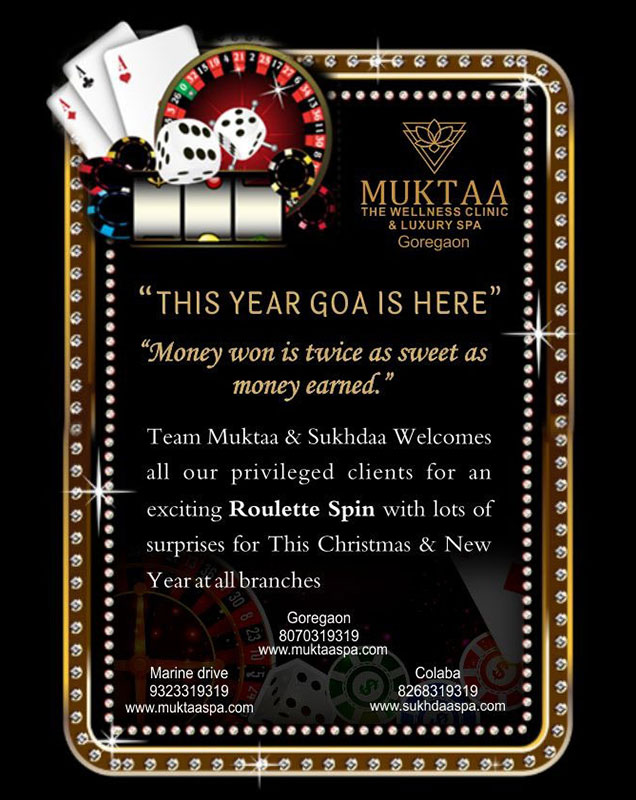 MUKTAA
THE WELLNESS CLINIC
& LUXURY SPA
Goregaon
“THIS YEAR GOA IS HERE”
“Money won is twice as sweet as
money earned.”
Team Muktaa & Sukhdaa Welcomes
all our privileged clients for an
exciting Roulette Spin with lots of
surprises for This Christmas & New
Year at all branches
Goregaon
8070319319
www.muktaaspa.com
Marine drive
9323319319
www.muktaaspa.com
Colaba
8268319319
www.sukhdaaspa.com